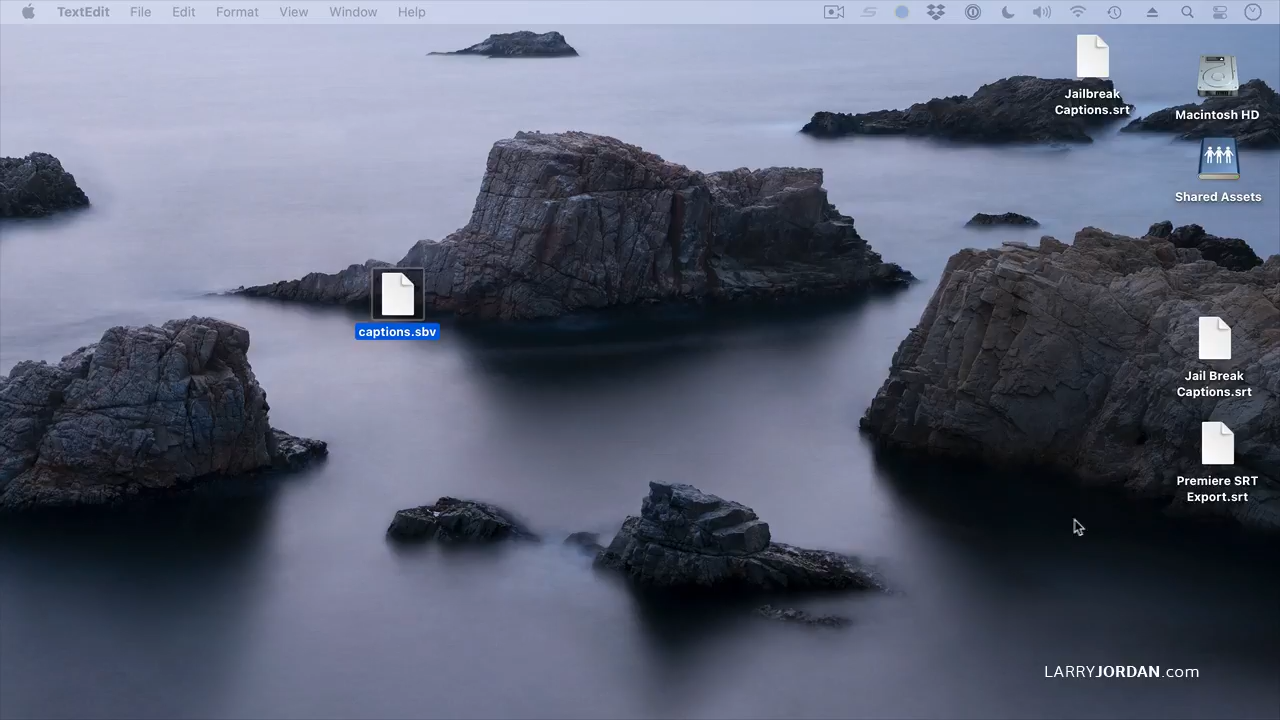 TextEdit File Edit Format View Window Help
Jailbreak
Captions.srt
Macintosh HD
Shared Assets
captions.sbv
Jail Break
Captions.srt
Premiere SRT
Export.srt
LARRYJORDAN.com